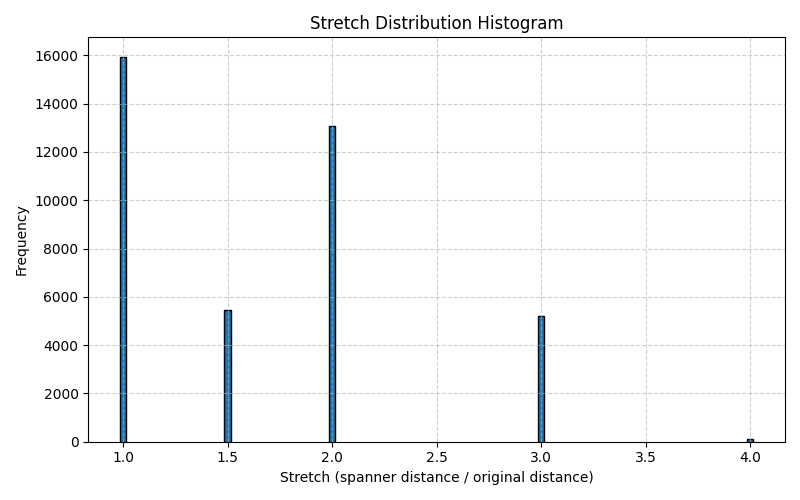 Stretch Distribution Histogram
Frequency
16000
14000
12000
10000
8000
6000
4000
2000
0
1.0 1.5 2.0 2.5 3.0 3.5 4.0
Stretch (spanner distance / original distance)